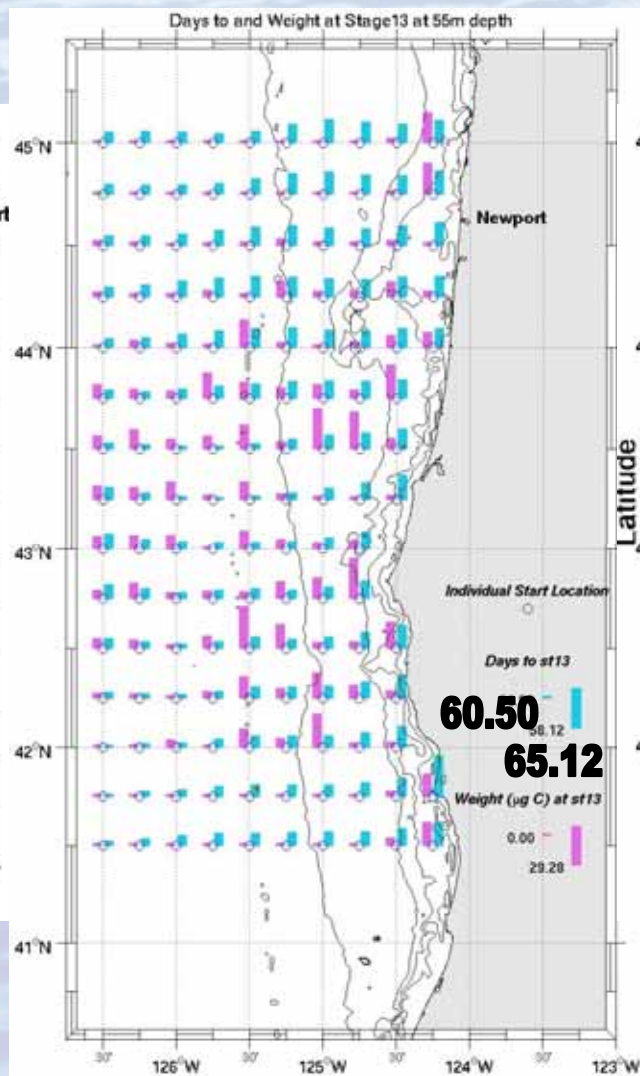 Days to and Weight at Stage13 at 55m depth
45°N
Newport
44°N
Latitude
43°N
Individual Start Location
Days to st13
60.50
65.12
42°N
Weight (µg C) at st13
0.00
29.28
41°N
30' 126°W 30' 125°W 30' 124°W 30' 123°W